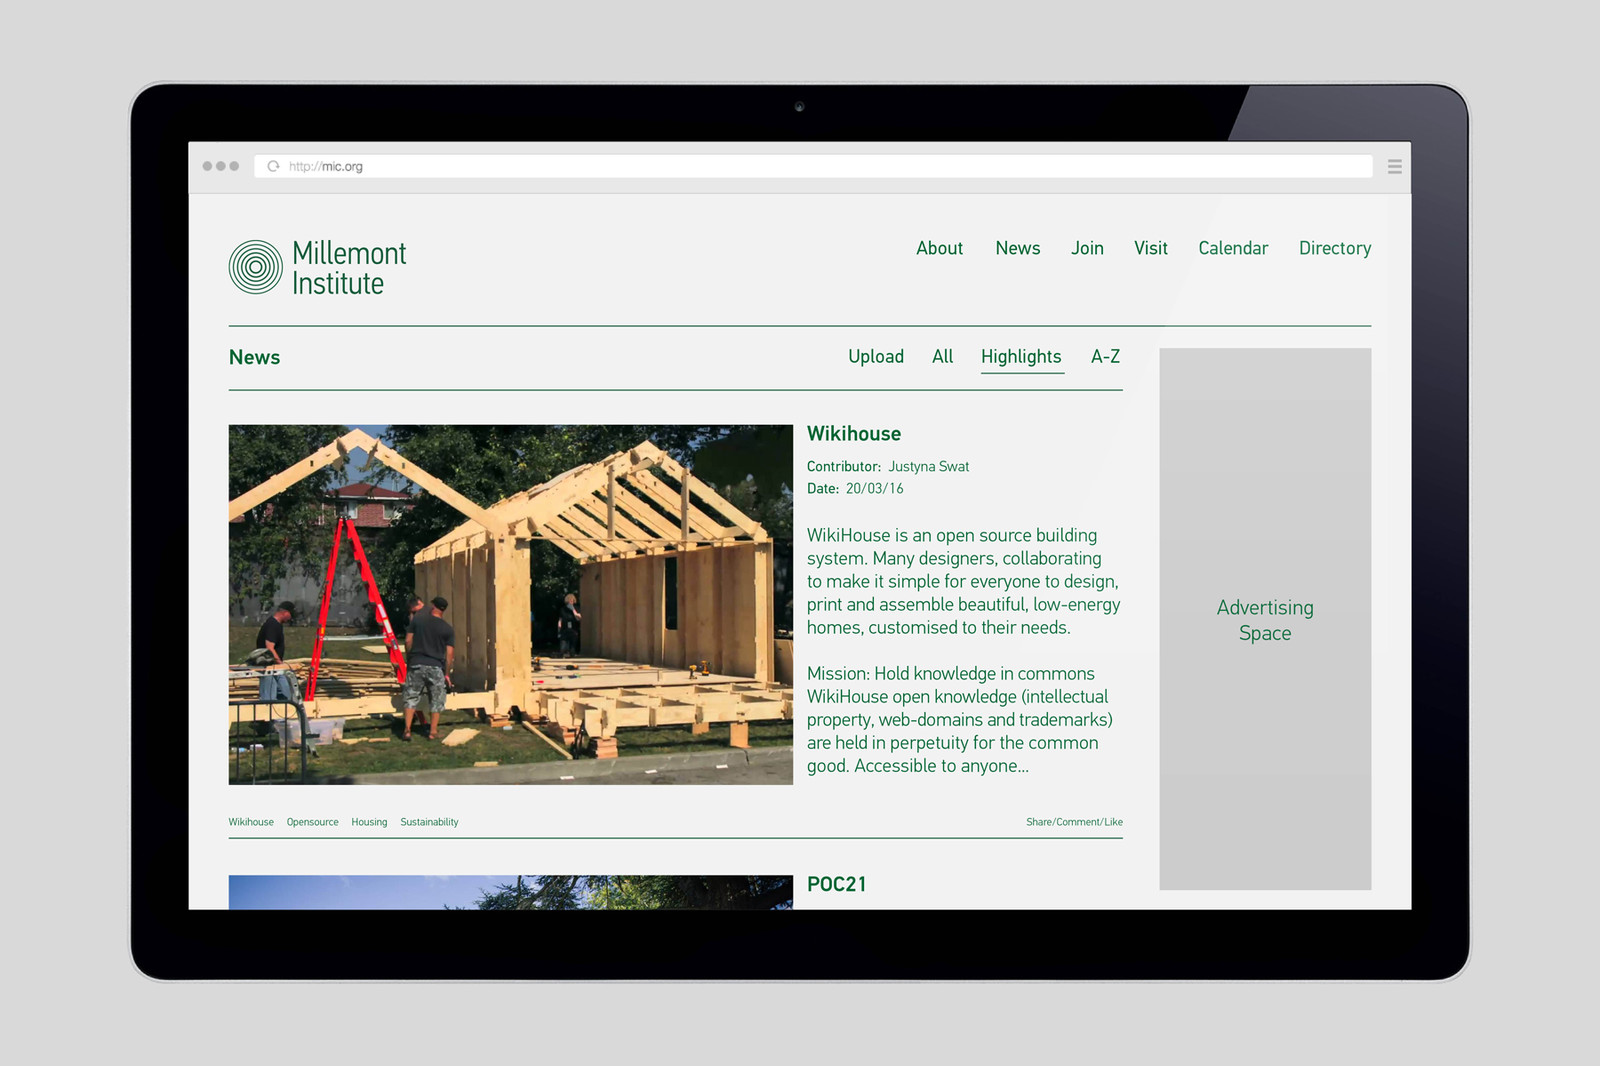 http://mic.org
Millemont
Institute
About News Join Visit Calendar Directory
News
Upload All Highlights A-Z
Wikihouse
Contributor: Justyna Swat
Date: 20/03/16
WikiHouse is an open source building
system. Many designers, collaborating
to make it simple for everyone to design,
print and assemble beautiful, low-energy
homes, customised to their needs.
Mission: Hold knowledge in commons
WikiHouse open knowledge (intellectual
property, web-domains and trademarks)
are held in perpetuity for the common
good. Accessible to anyone...
Wikihouse Opensource Housing Sustainability
Share/Comment/Like
POC21
Advertising
Space